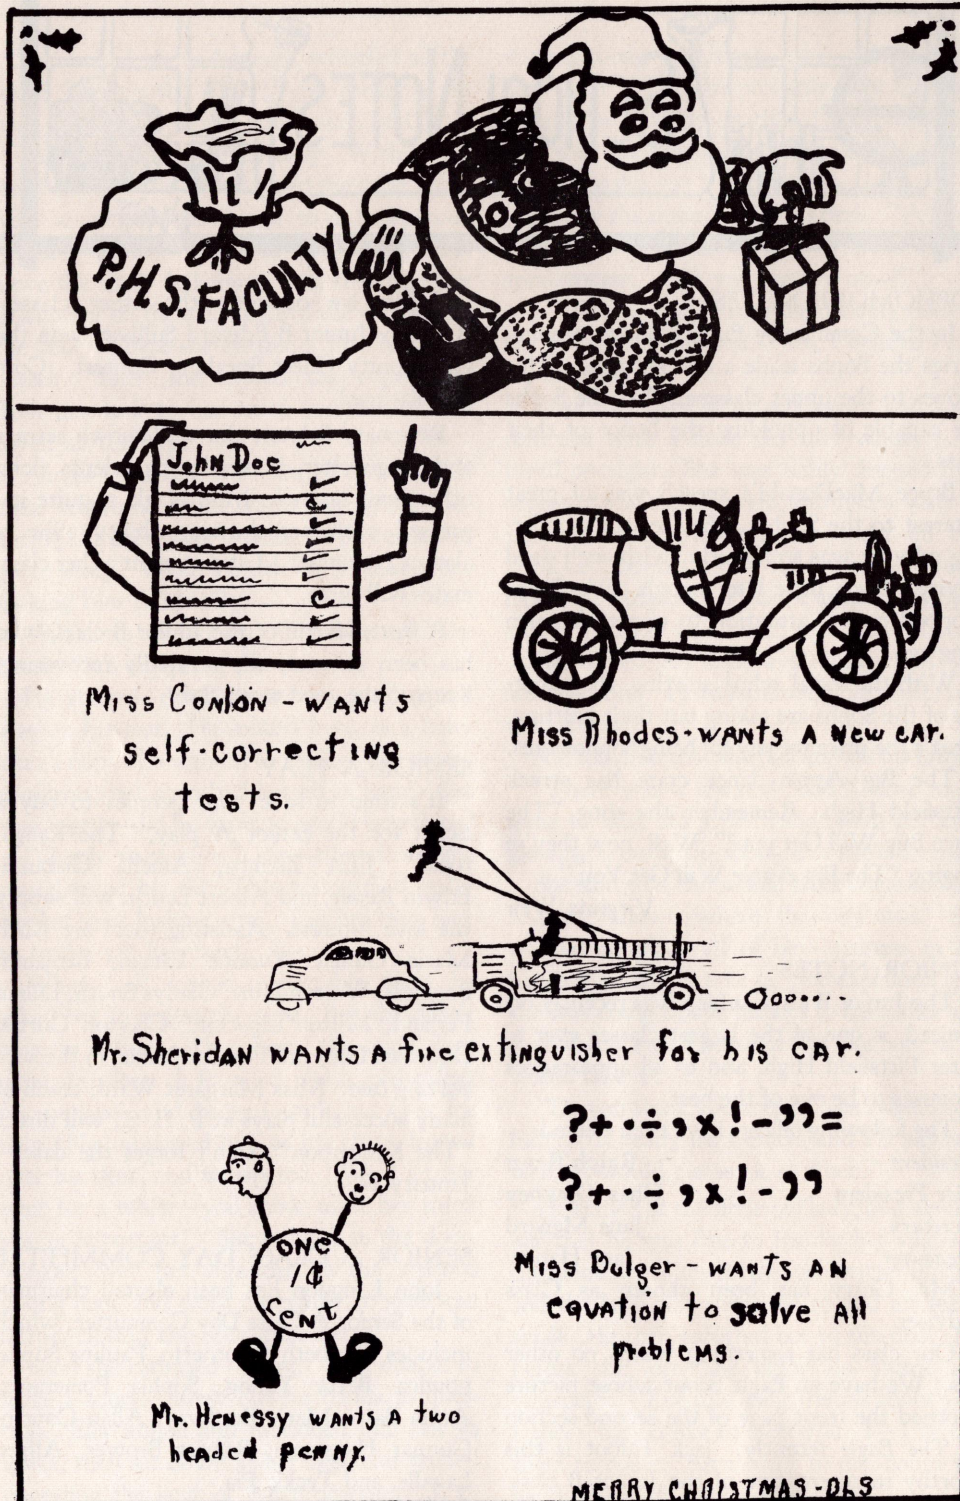 P.H.S. FACULTY
John Doe
Miss Conlon - wants
self-correcting
tests.
Miss Rhodes - wants a new car.
Mr. Sheridan wants a fire extinguisher for his car.
?+·÷,x!-,,=
?+·÷,x!-,,
Miss Bulger - wants an
equation to solve all
problems.
one
1¢
cent
Mr. Henessy wants a two
headed penny.
MERRY CHRISTMAS - DLS